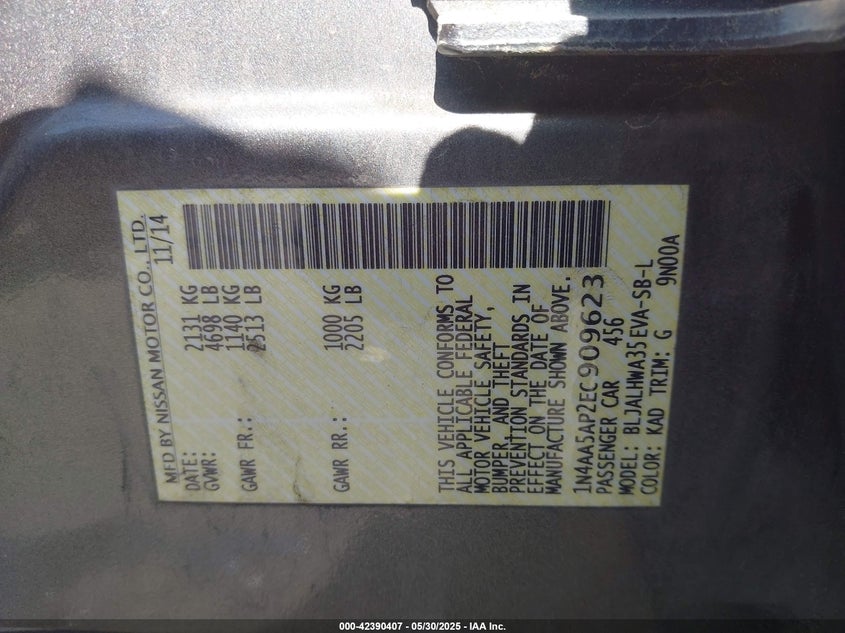 MFD BY NISSAN MOTOR CO., LTD.
DATE: 11/14
GVWR: 2131 KG
4698 LB
GAWR FR.: 1140 KG
2513 LB
GAWR RR.: 1000 KG
2205 LB
THIS VEHICLE CONFORMS TO
ALL APPLICABLE FEDERAL
MOTOR VEHICLE SAFETY,
BUMPER, AND THEFT
PREVENTION STANDARDS IN
EFFECT ON THE DATE OF
MANUFACTURE SHOWN ABOVE.
1N4AA5AP2EC909623
PASSENGER CAR 456
MODEL: BLJALHWA35EVA-SB-L
COLOR: KAD TRIM: G 9N00A
000-42390407 - 05/30/2025 - IAA Inc.